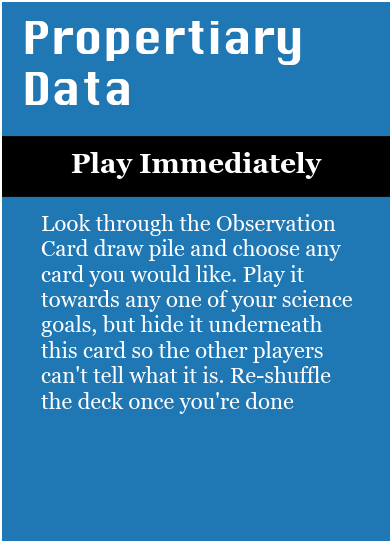 Propertiary
Data
Play Immediately
Look through the Observation
Card draw pile and choose any
card you would like. Play it
towards any one of your science
goals, but hide it underneath
this card so the other players
can't tell what it is. Re-shuffle
the deck once you're done